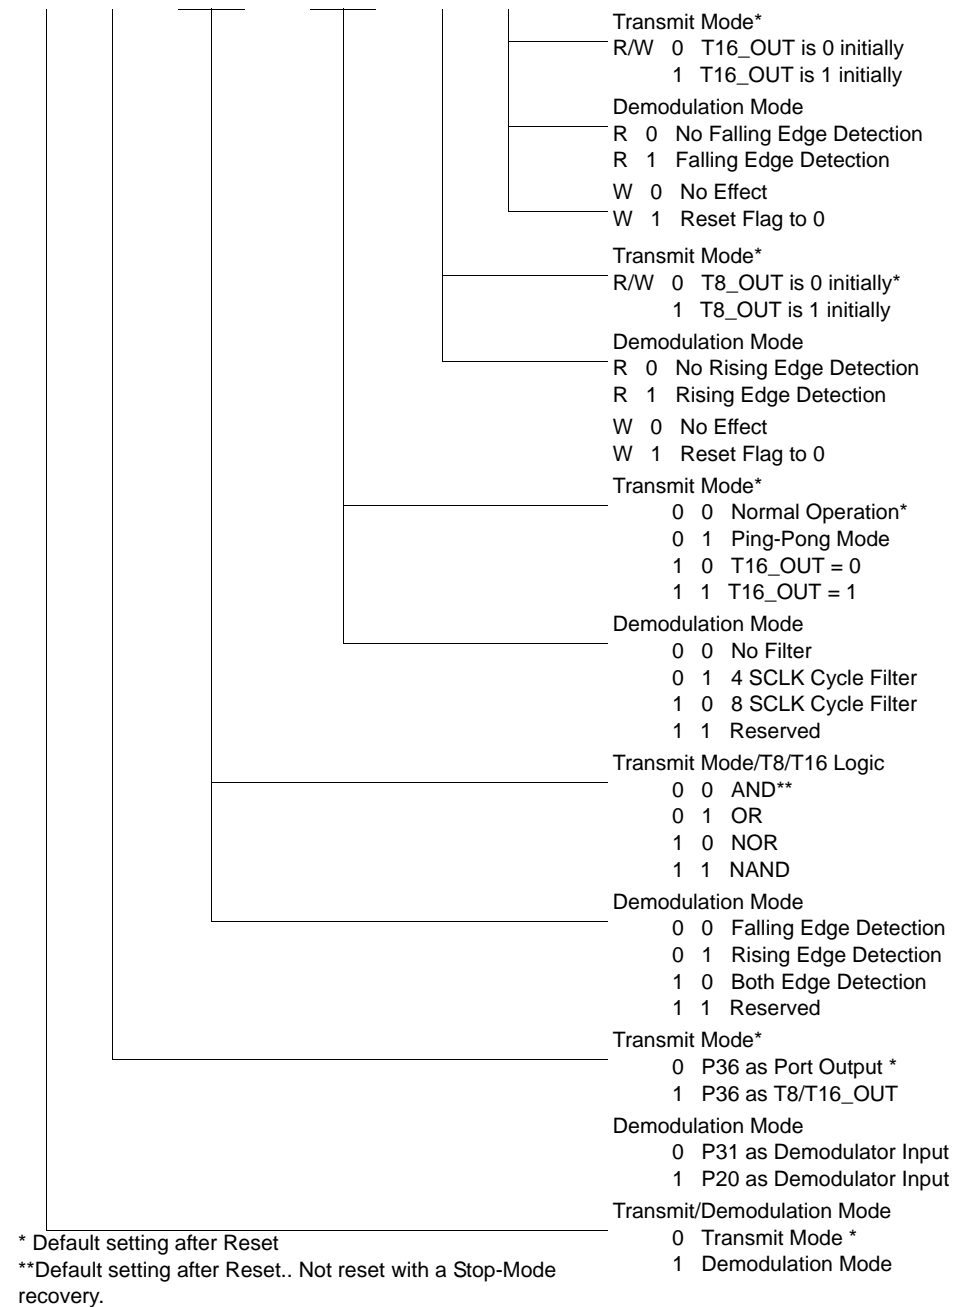 Transmit Mode*
R/W 0 T16_OUT is 0 initially
1 T16_OUT is 1 initially
Demodulation Mode
R 0 No Falling Edge Detection
R 1 Falling Edge Detection
W 0 No Effect
W 1 Reset Flag to 0
Transmit Mode*
R/W 0 T8_OUT is 0 initially*
1 T8_OUT is 1 initially
Demodulation Mode
R 0 No Rising Edge Detection
R 1 Rising Edge Detection
W 0 No Effect
W 1 Reset Flag to 0
Transmit Mode*
0 0 Normal Operation*
0 1 Ping-Pong Mode
1 0 T16_OUT = 0
1 1 T16_OUT = 1
Demodulation Mode
0 0 No Filter
0 1 4 SCLK Cycle Filter
1 0 8 SCLK Cycle Filter
1 1 Reserved
Transmit Mode/T8/T16 Logic
0 0 AND**
0 1 OR
1 0 NOR
1 1 NAND
Demodulation Mode
0 0 Falling Edge Detection
0 1 Rising Edge Detection
1 0 Both Edge Detection
1 1 Reserved
Transmit Mode*
0 P36 as Port Output *
1 P36 as T8/T16_OUT
Demodulation Mode
0 P31 as Demodulator Input
1 P20 as Demodulator Input
Transmit/Demodulation Mode
0 Transmit Mode *
1 Demodulation Mode
* Default setting after Reset
**Default setting after Reset.. Not reset with a Stop-Mode
recovery.